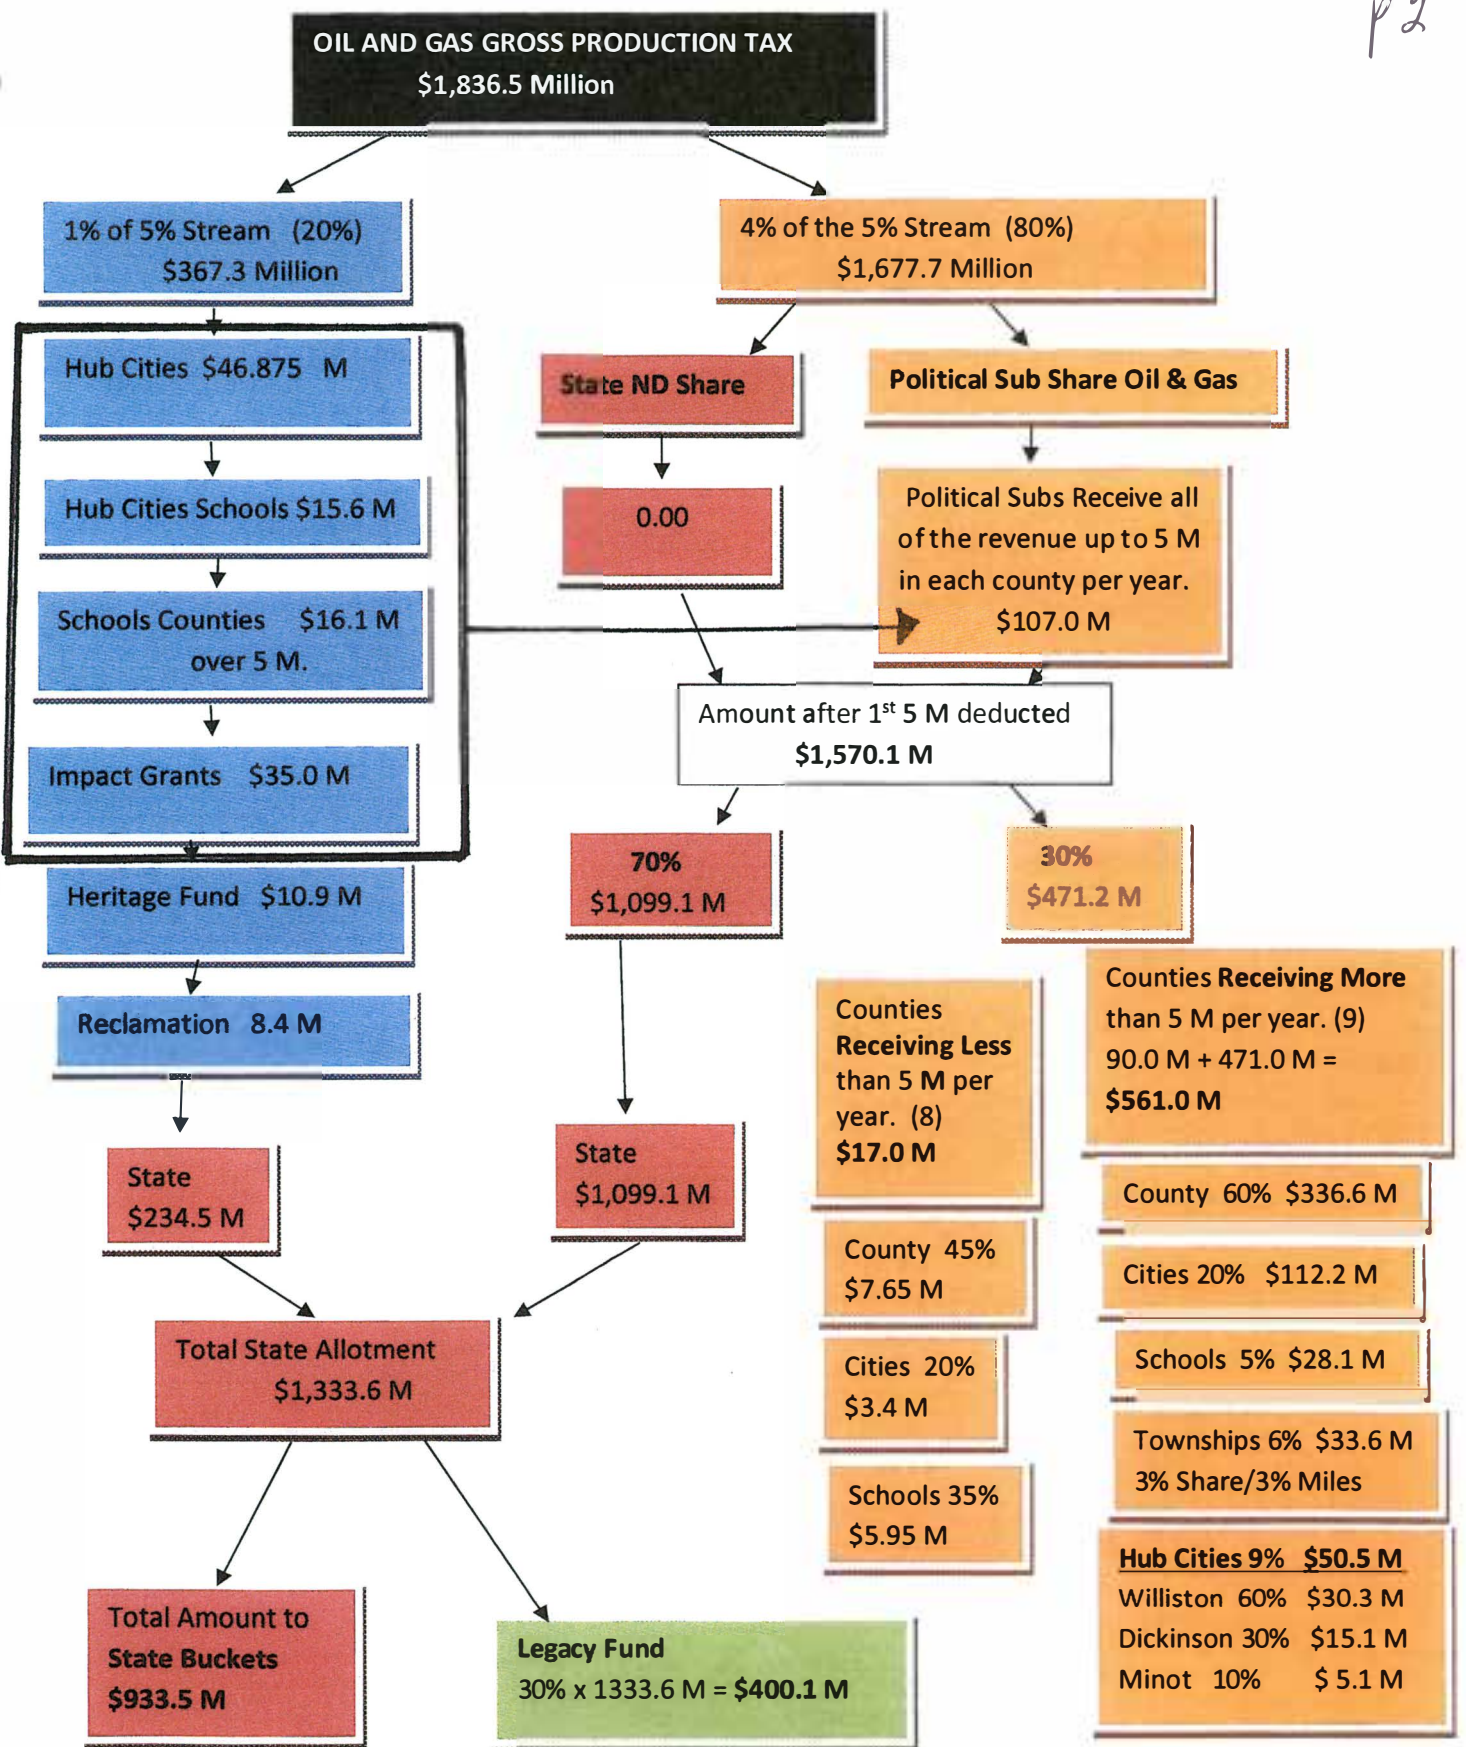 p 2
OIL AND GAS GROSS PRODUCTION TAX
$1,836.5 Million
1% of 5% Stream (20%)
$367.3 Million
4% of the 5% Stream (80%)
$1,677.7 Million
Hub Cities $46.875 M
State ND Share
Political Sub Share Oil & Gas
Hub Cities Schools $15.6 M
0.00
Political Subs Receive all
of the revenue up to 5 M
in each county per year.
$107.0 M
Schools Counties $16.1 M
over 5 M.
Amount after 1st 5 M deducted
$1,570.1 M
Impact Grants $35.0 M
70%
$1,099.1 M
30%
$471.2 M
Heritage Fund $10.9 M
Reclamation 8.4 M
Counties
Receiving Less
than 5 M per
year. (8)
$17.0 M
Counties Receiving More
than 5 M per year. (9)
90.0 M + 471.0 M =
$561.0 M
State
$234.5 M
State
$1,099.1 M
County 45%
$7.65 M
County 60% $336.6 M
Cities 20% $112.2 M
Total State Allotment
$1,333.6 M
Cities 20%
$3.4 M
Schools 5% $28.1 M
Townships 6% $33.6 M
3% Share/3% Miles
Schools 35%
$5.95 M
Hub Cities 9% $50.5 M
Williston 60% $30.3 M
Dickinson 30% $15.1 M
Minot 10% $ 5.1 M
Total Amount to
State Buckets
$933.5 M
Legacy Fund
30% x 1333.6 M = $400.1 M